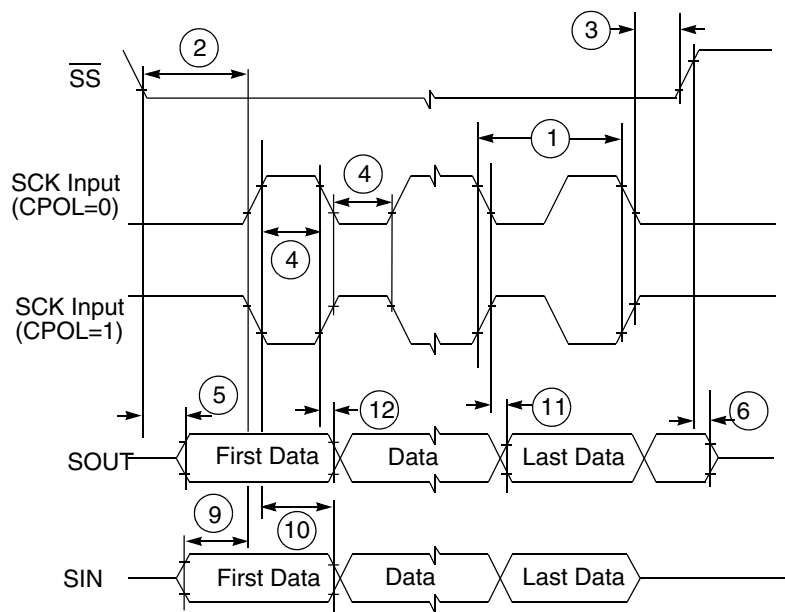 2
3
S̅S̅
1
SCK Input
(CPOL=0)
4
4
SCK Input
(CPOL=1)
5
12
11
6
SOUT
First Data
Data
Last Data
9
10
SIN
First Data
Data
Last Data